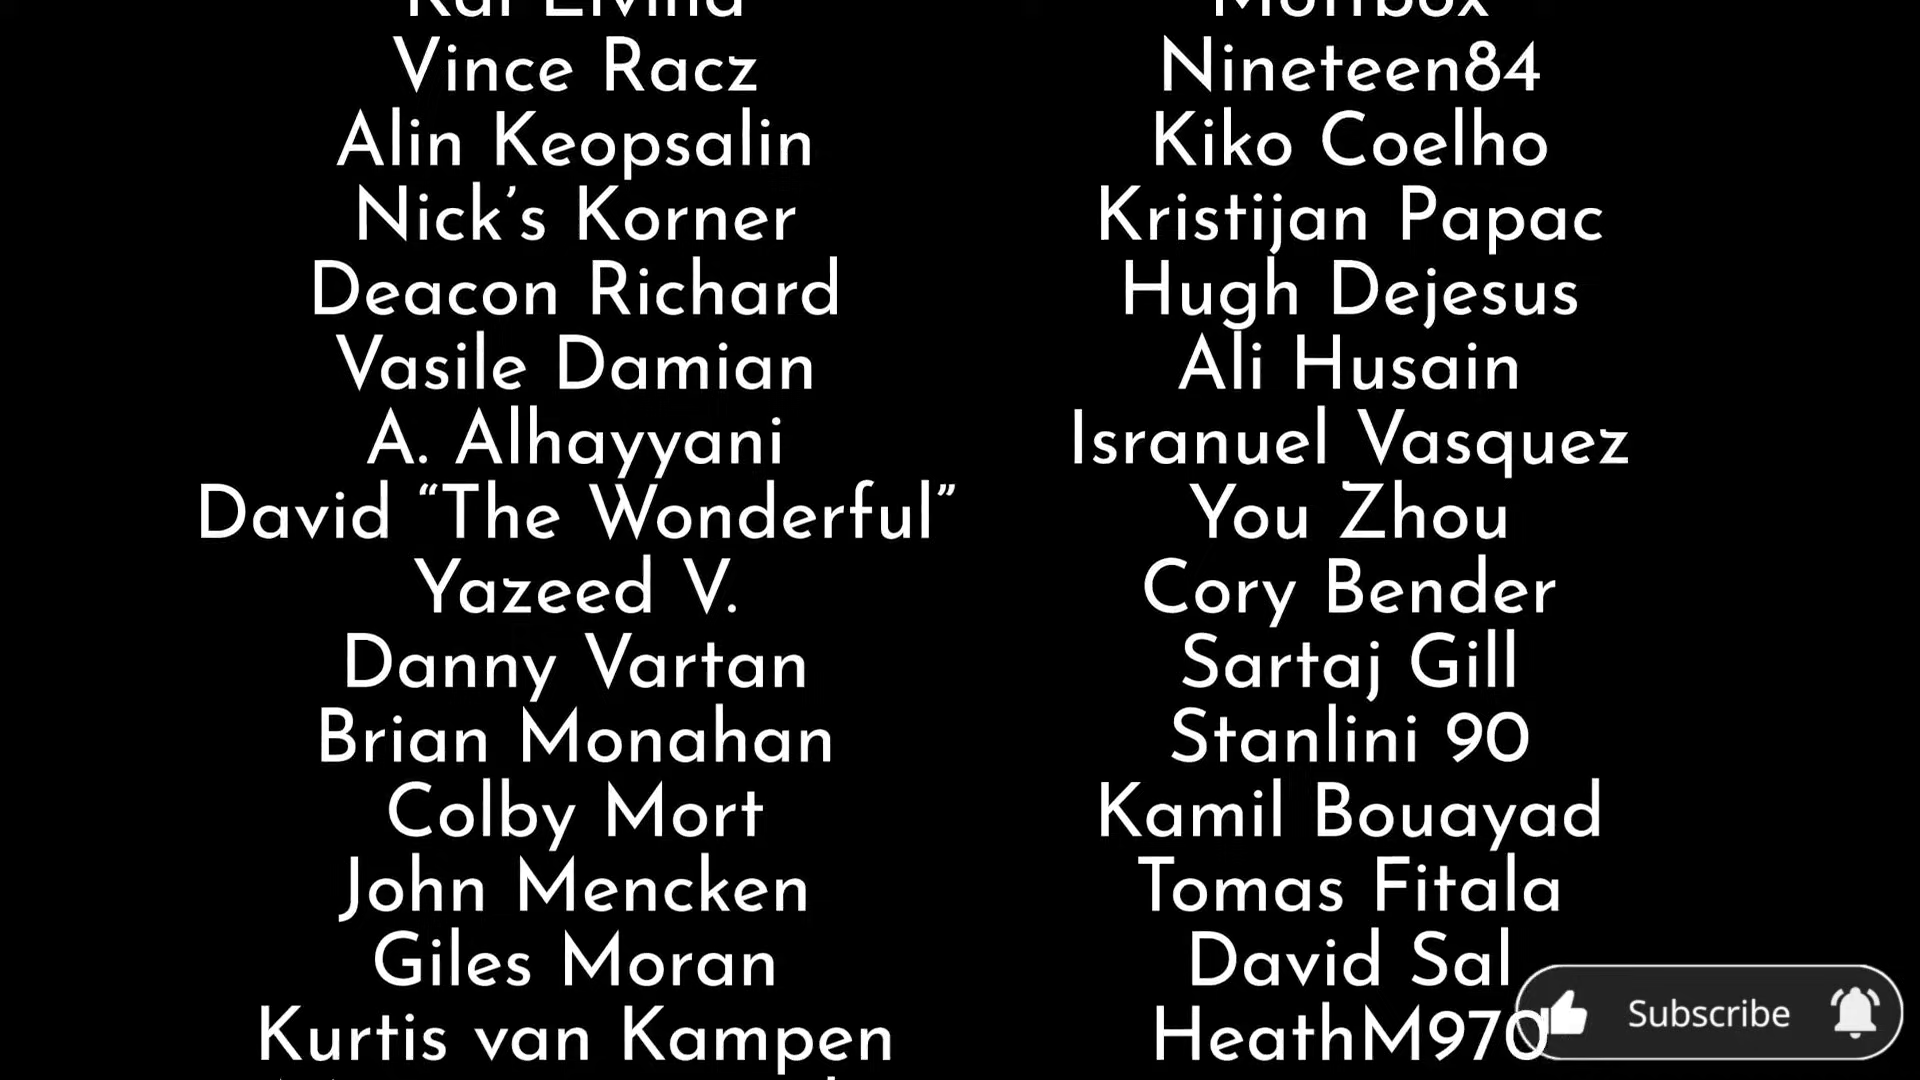 Vince Racz
Alin Keopsalin
Nick’s Korner
Deacon Richard
Vasile Damian
A. Alhayyani
David “The Wonderful”
Yazeed V.
Danny Vartan
Brian Monahan
Colby Mort
John Mencken
Giles Moran
Kurtis van Kampen
Nineteen84
Kiko Coelho
Kristijan Papac
Hugh Dejesus
Ali Husain
Isranuel Vasquez
You Zhou
Cory Bender
Sartaj Gill
Stanlini 90
Kamil Bouayad
Tomas Fitala
David Sal
HeathM970
Subscribe